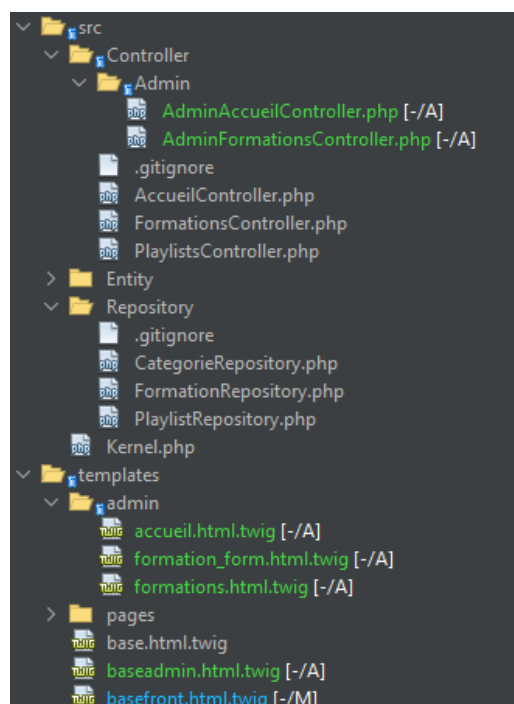 src
Controller
Admin
AdminAccueilController.php [-/A]
AdminFormationsController.php [-/A]
.gitignore
AccueilController.php
FormationsController.php
PlaylistsController.php
Entity
Repository
.gitignore
CategorieRepository.php
FormationRepository.php
PlaylistRepository.php
Kernel.php
templates
admin
accueil.html.twig [-/A]
formation_form.html.twig [-/A]
formations.html.twig [-/A]
pages
base.html.twig
baseadmin.html.twig [-/A]
basefront.html.twig [-/M]